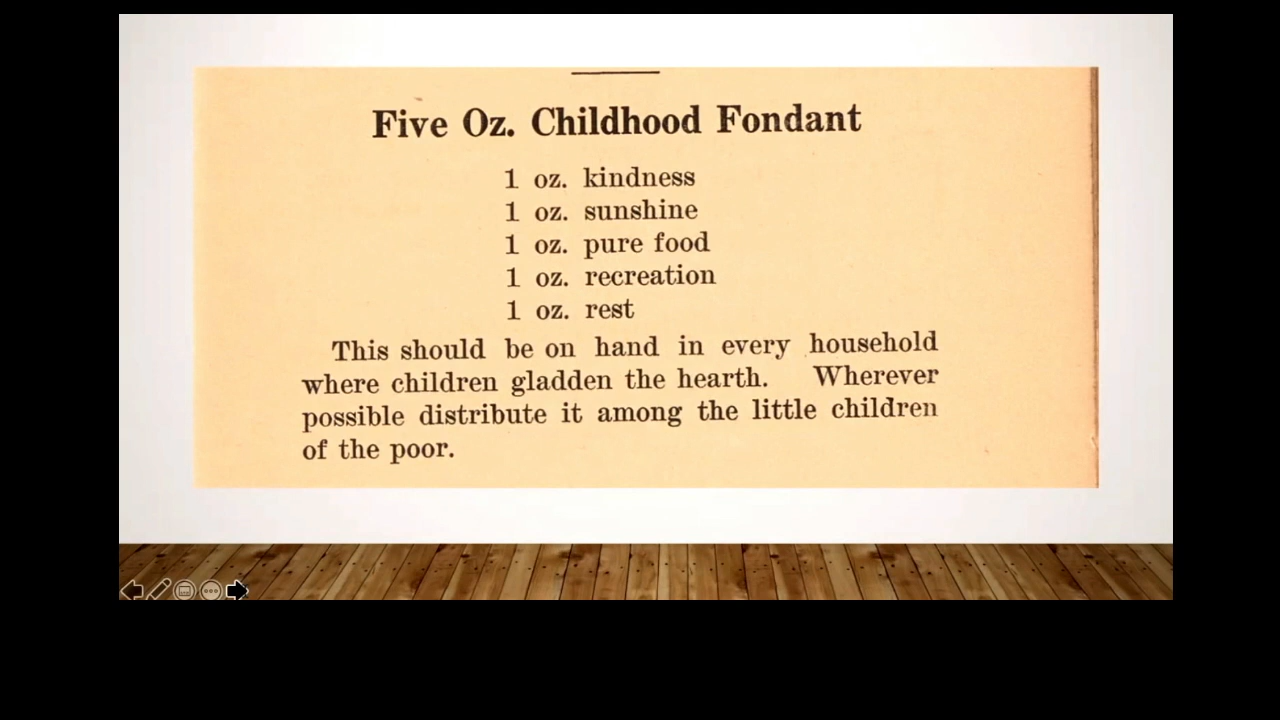 Five Oz. Childhood Fondant
1 oz. kindness
1 oz. sunshine
1 oz. pure food
1 oz. recreation
1 oz. rest
This should be on hand in every household
where children gladden the hearth. Wherever
possible distribute it among the little children
of the poor.